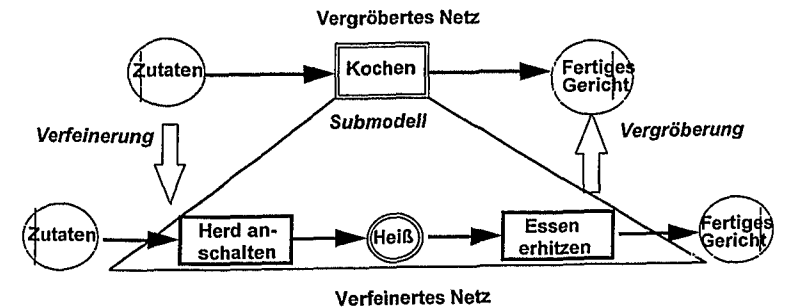 Vergröbertes Netz
Zutaten
Kochen
Fertiges
Gericht
Submodell
Verfeinerung
Vergröberung
Zutaten
Herd an-
schalten
Heiß
Essen
erhitzen
Fertiges
Gericht
Verfeinertes Netz